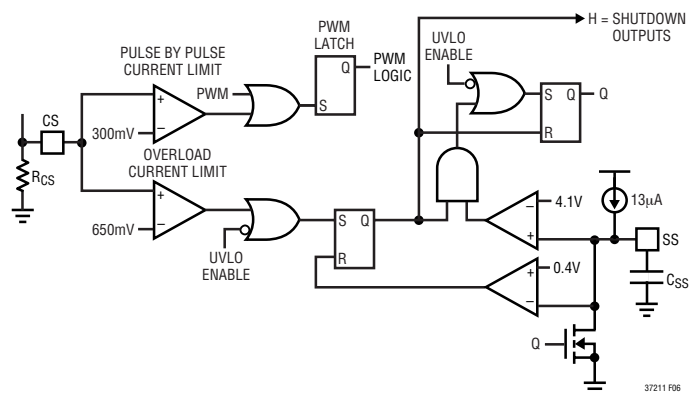 H = SHUTDOWN
OUTPUTS
PWM
LATCH
UVLO
ENABLE
PULSE BY PULSE
CURRENT LIMIT
Q
PWM
LOGIC
PWM
S
S Q
Q
R
CS
+
–
300mV
OVERLOAD
CURRENT LIMIT
RCS
+
–
650mV
UVLO
ENABLE
S Q
R
–
4.1V
+
13µA
SS
+
0.4V
–
CSS
Q
37211 F06